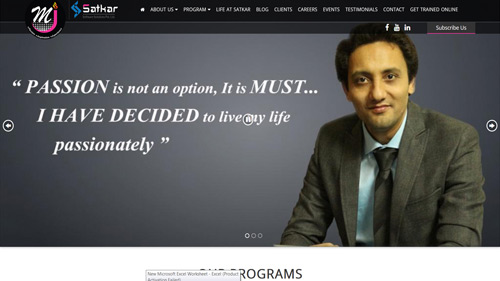 MJ
Satkar
ABOUT US PROGRAM LIFE AT SATKAR BLOG CLIENTS CAREERS EVENTS TESTIMONIALS CONTACT GET TRAINED ONLINE
Subscribe Us
“ PASSION is not an option, It is MUST...
I HAVE DECIDED to live my life
passionately ”
PROGRAMS
New Microsoft Excel Worksheet - Excel (Product
Activation Failed)